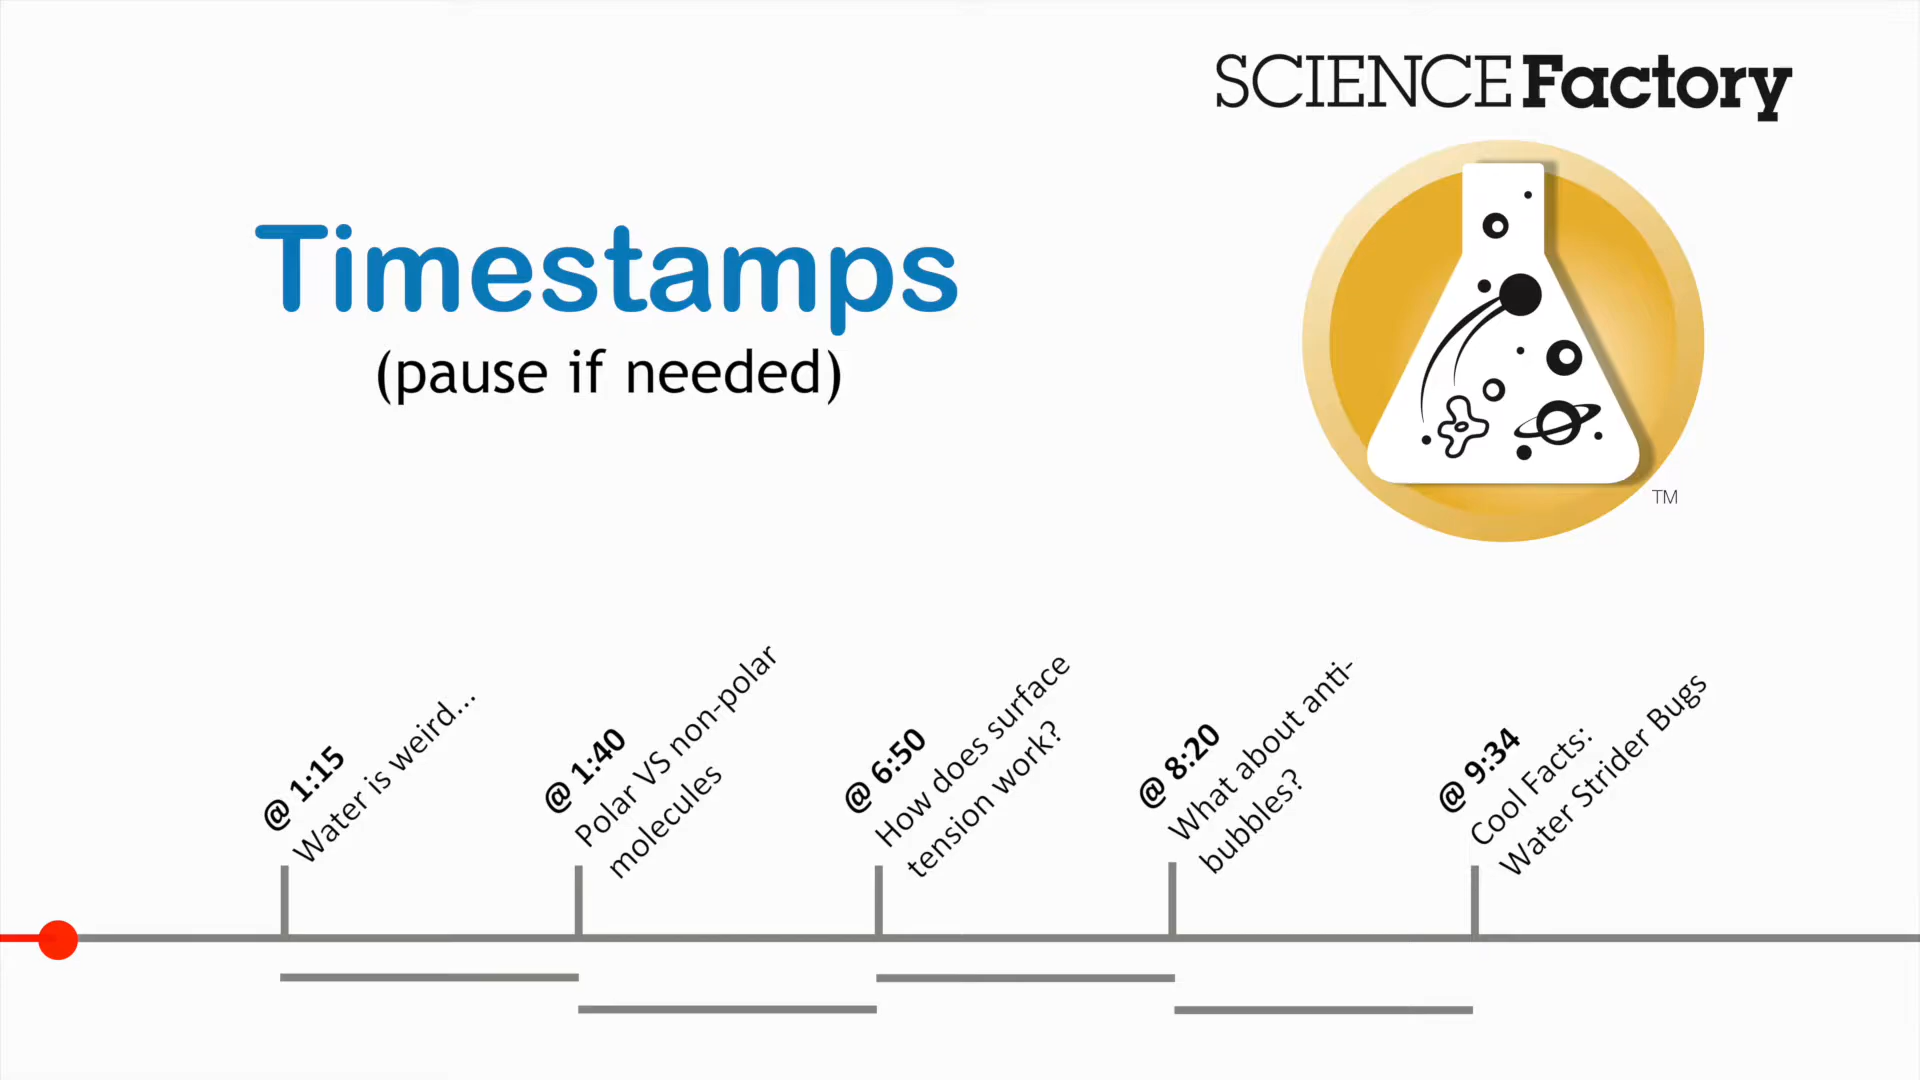 SCIENCE Factory
TM
Timestamps
(pause if needed)
@ 1:15
Water is weird...
@ 1:40
Polar VS non-polar
molecules
@ 6:50
How does surface
tension work?
@ 8:20
What about anti-
bubbles?
@ 9:34
Cool Facts:
Water Strider Bugs